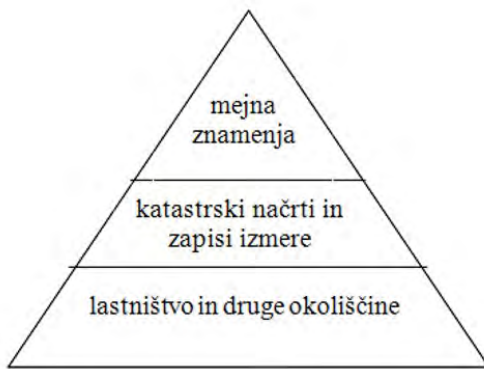 mejna
znamenja
katastrski načrti in
zapisi izmere
lastništvo in druge okoliščine